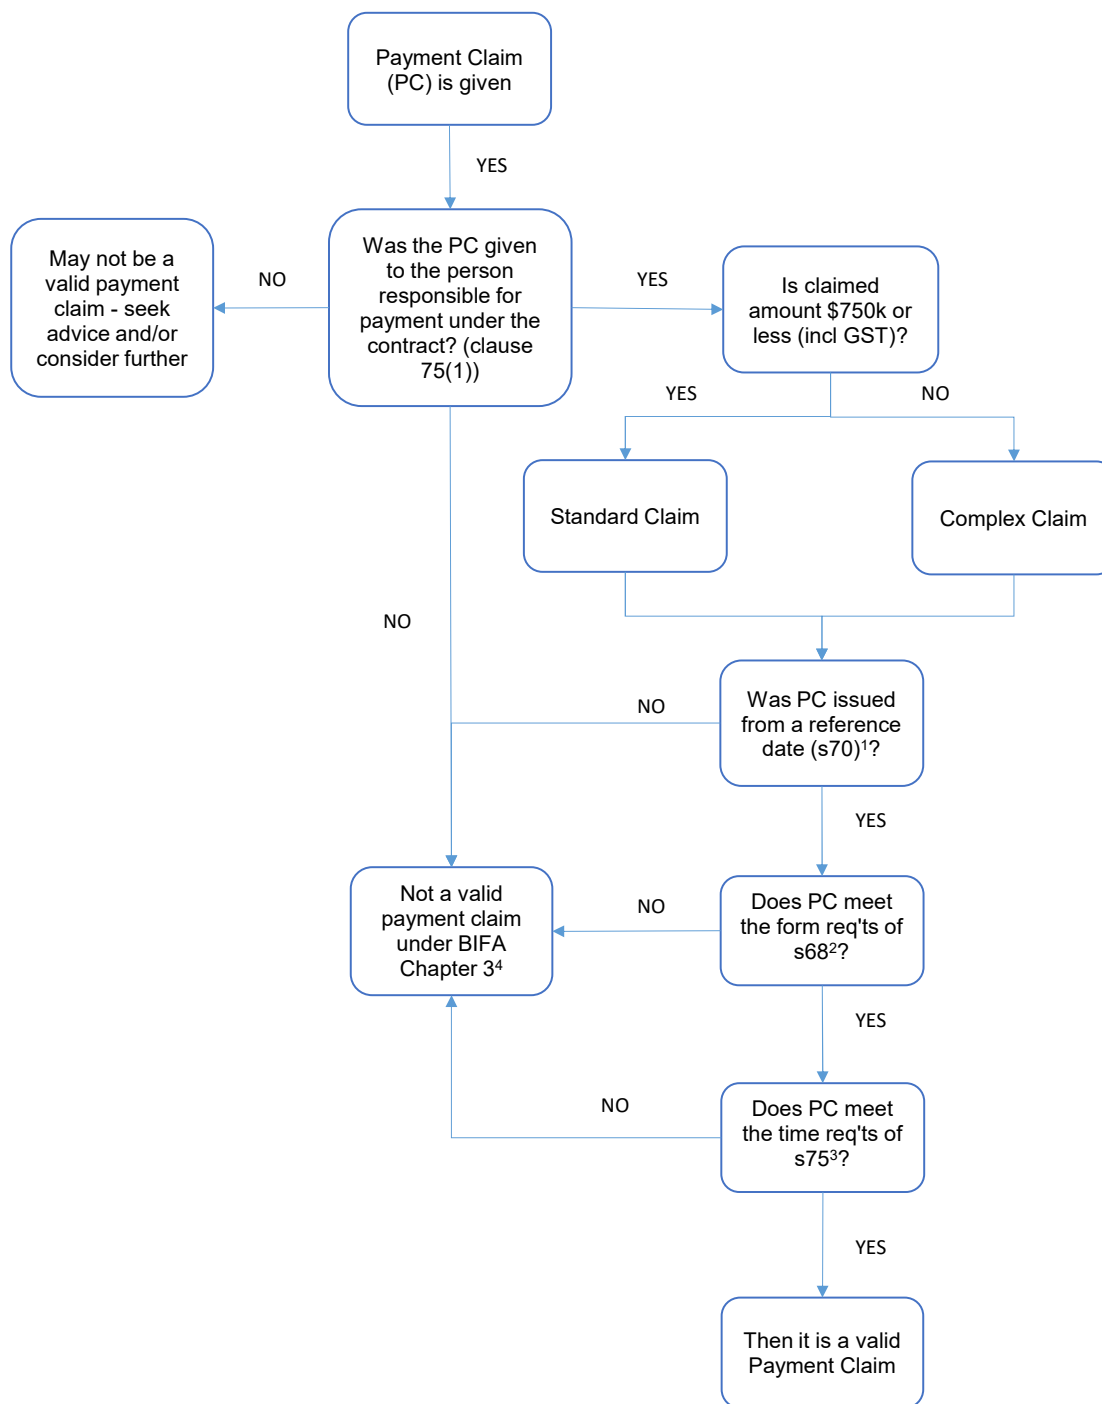 Payment Claim
(PC) is given
YES
May not be a
valid payment
claim - seek
advice and/or
consider further
NO
Was the PC given
to the person
responsible for
payment under the
contract? (clause
75(1))
YES
Is claimed
amount $750k or
less (incl GST)?
YES
NO
Standard Claim
Complex Claim
NO
NO
Was PC issued
from a reference
date (s70)¹?
YES
Not a valid
payment claim
under BIFA
Chapter 3⁴
NO
Does PC meet
the form req'ts of
s68²?
YES
NO
Does PC meet
the time req'ts of
s75³?
YES
Then it is a valid
Payment Claim